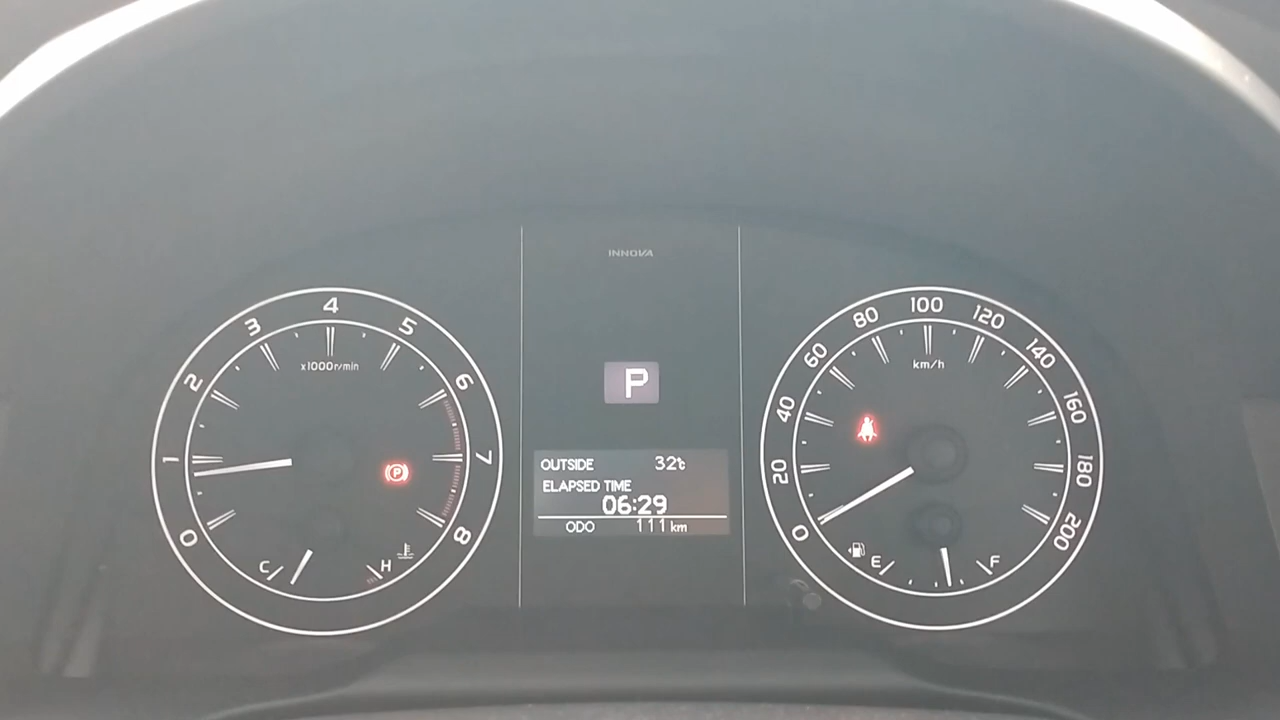 INNOVA
0 1 2 3 4 5 6 7 8
x1000r/min
P
C H
P
OUTSIDE 32°c
ELAPSED TIME
06:29
ODO 111 km
0 20 40 60 80 100 120 140 160 180 200
km/h
E F